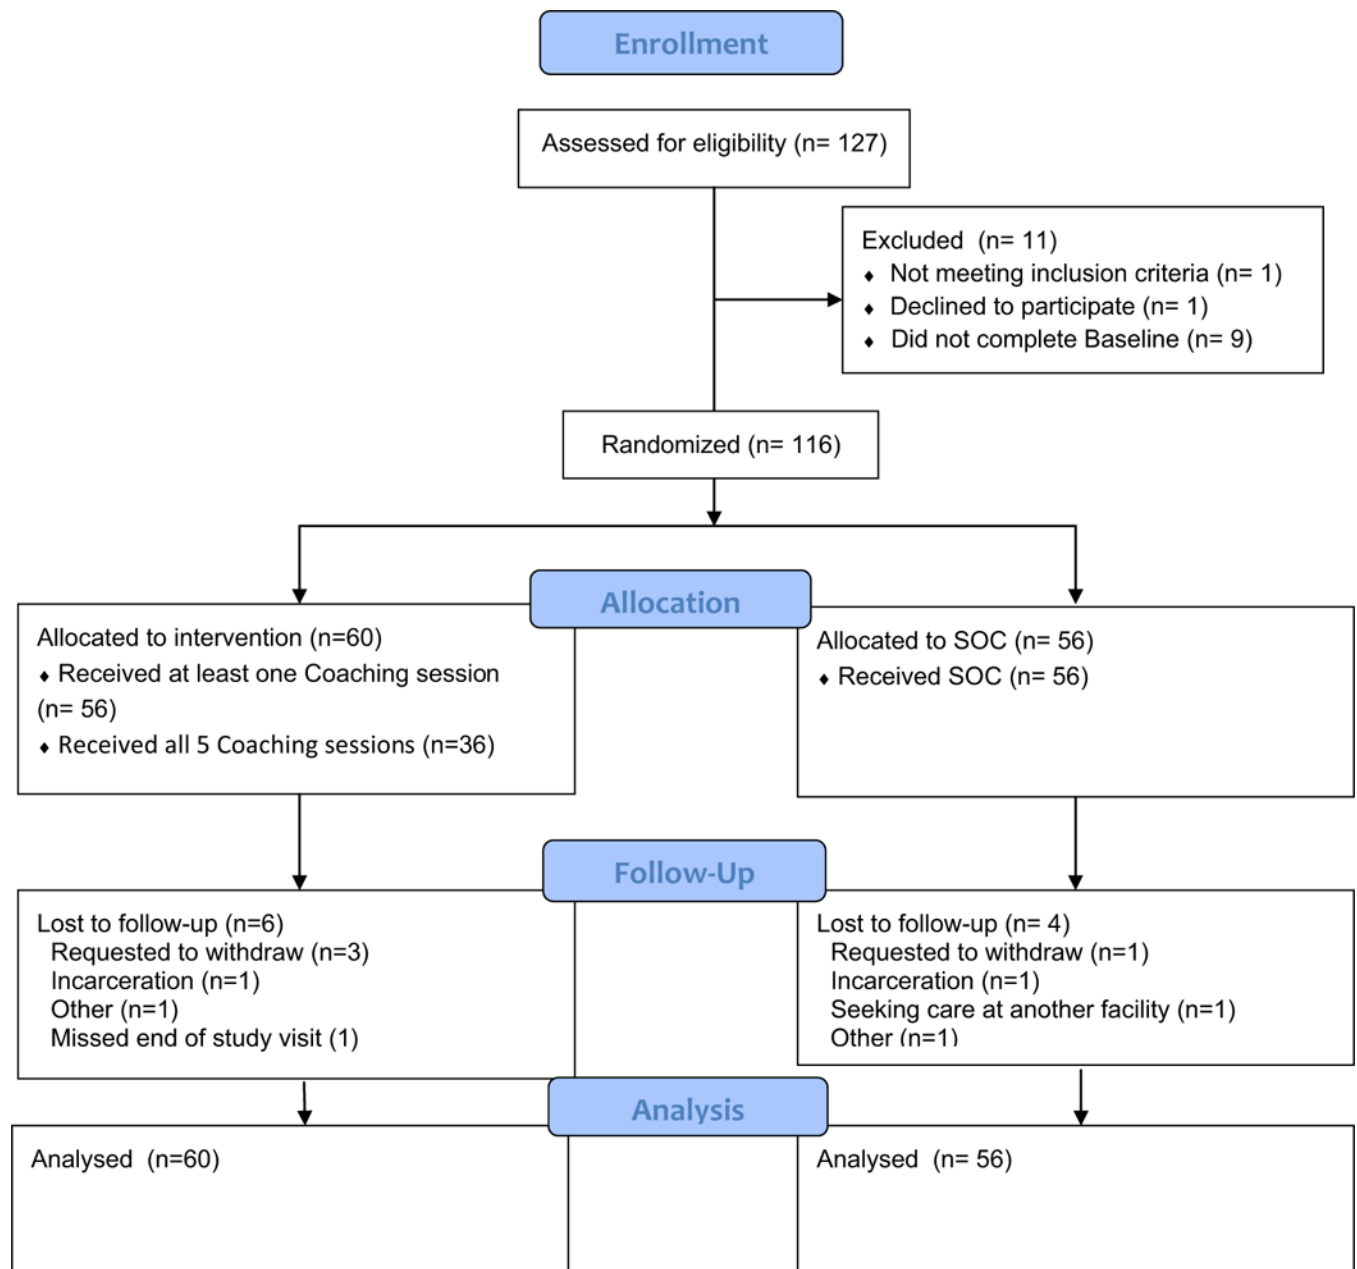 Enrollment
Assessed for eligibility (n= 127)
Excluded  (n= 11)
♦ Not meeting inclusion criteria (n= 1)
♦ Declined to participate (n= 1)
♦ Did not complete Baseline (n= 9)
Randomized (n= 116)
Allocation
Allocated to intervention (n=60)
♦ Received at least one Coaching session
(n= 56)
♦ Received all 5 Coaching sessions (n=36)
Allocated to SOC (n= 56)
♦ Received SOC (n= 56)
Follow-Up
Lost to follow-up (n=6)
Requested to withdraw (n=3)
Incarceration (n=1)
Other (n=1)
Missed end of study visit (1)
Lost to follow-up (n= 4)
Requested to withdraw (n=1)
Incarceration (n=1)
Seeking care at another facility (n=1)
Other (n=1)
Analysis
Analysed  (n=60)
Analysed  (n= 56)